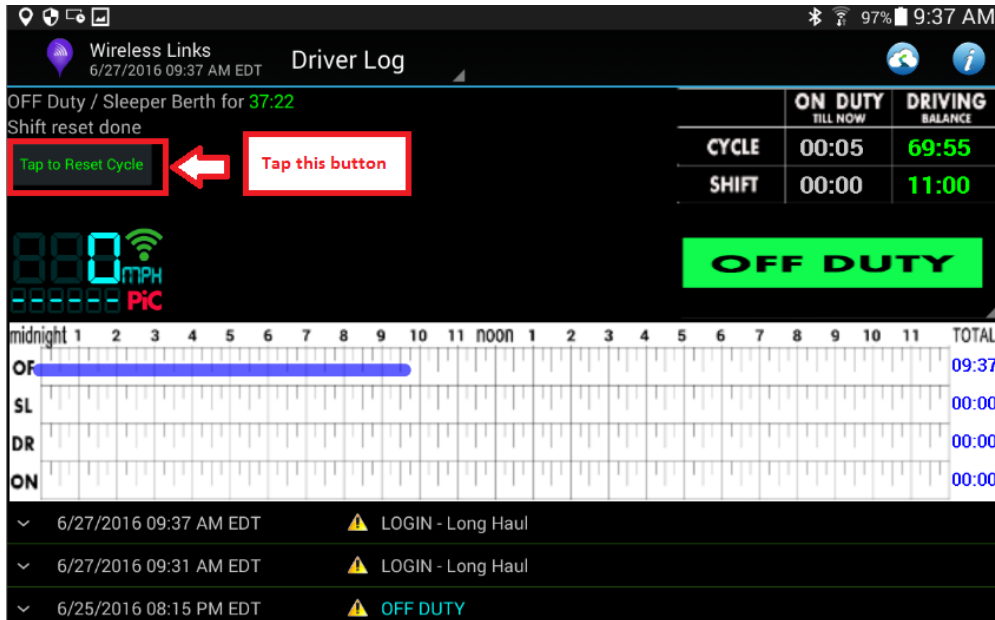 97% 9:37 AM
Wireless Links
6/27/2016 09:37 AM EDT
Driver Log
OFF Duty / Sleeper Berth for 37:22
Shift reset done
Tap to Reset Cycle
Tap this button
ON DUTY DRIVING
TILL NOW BALANCE
CYCLE 00:05 69:55
SHIFT 00:00 11:00
0 MPH
------ PiC
OFF DUTY
midnight 1 2 3 4 5 6 7 8 9 10 11 noon 1 2 3 4 5 6 7 8 9 10 11 TOTAL
OF 09:37
SL 00:00
DR 00:00
ON 00:00
6/27/2016 09:37 AM EDT LOGIN - Long Haul
6/27/2016 09:31 AM EDT LOGIN - Long Haul
6/25/2016 08:15 PM EDT OFF DUTY